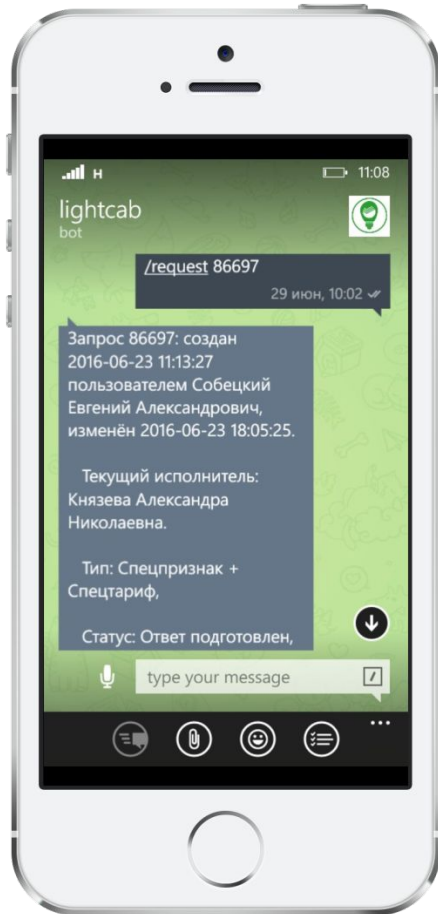 H 11:08
lightcab
bot
/request 86697
29 июн, 10:02
Запрос 86697: создан
2016-06-23 11:13:27
пользователем Собецкий
Евгений Александрович,
изменён 2016-06-23 18:05:25.
Текущий исполнитель:
Князева Александра
Николаевна.
Тип: Спецпризнак +
Спецтариф,
Статус: Ответ подготовлен,
type your message